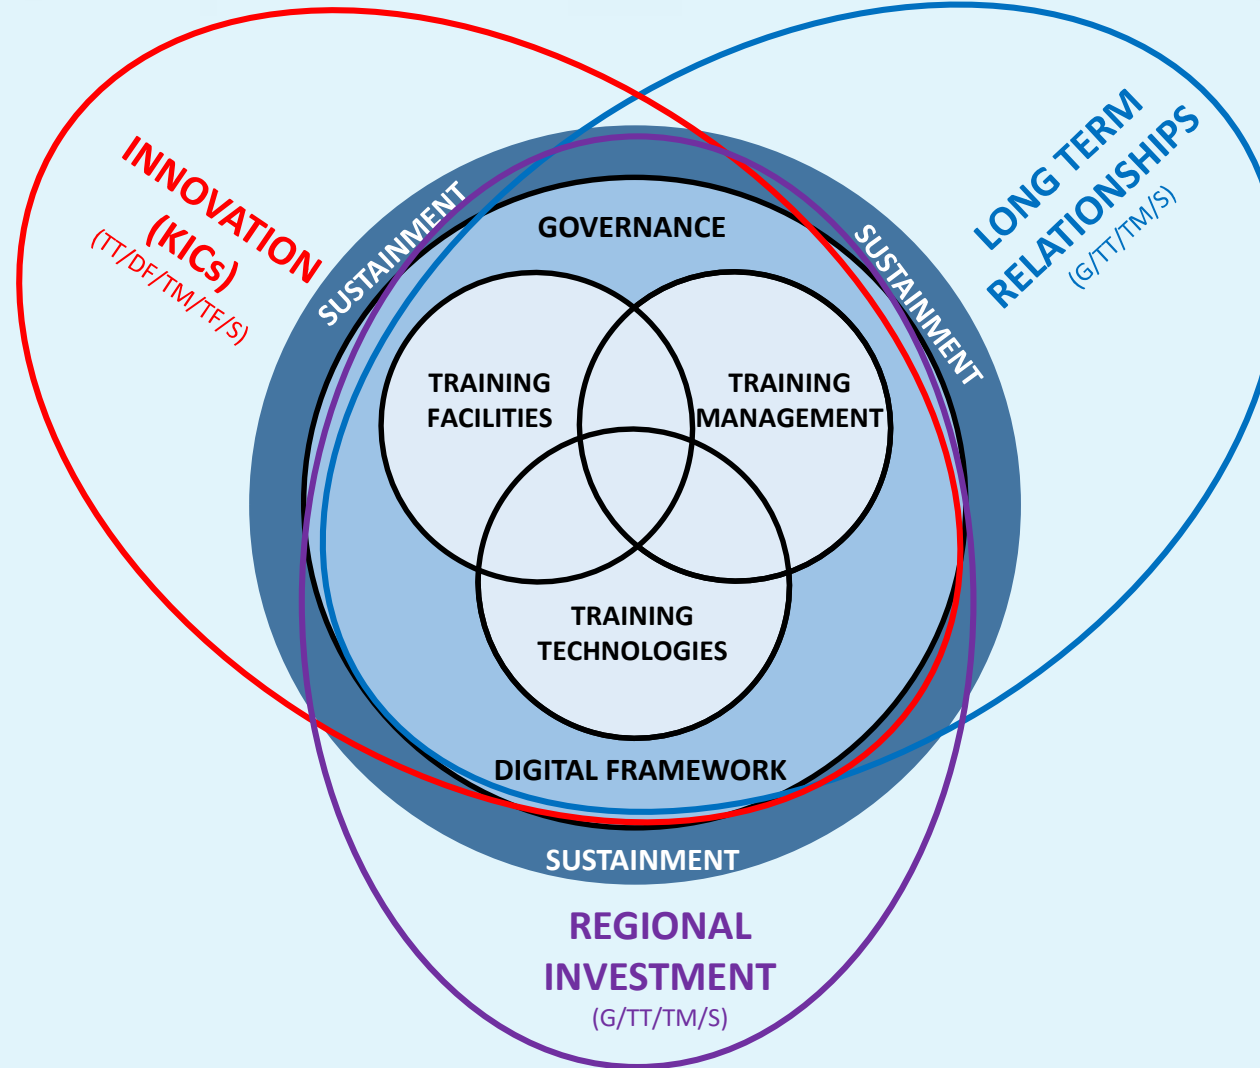 INNOVATION
(KICs)
(TT/DF/TM/TF/S)
LONG TERM
RELATIONSHIPS
(G/TT/TM/S)
SUSTAINMENT
SUSTAINMENT
GOVERNANCE
TRAINING
FACILITIES
TRAINING
MANAGEMENT
TRAINING
TECHNOLOGIES
DIGITAL FRAMEWORK
SUSTAINMENT
REGIONAL
INVESTMENT
(G/TT/TM/S)